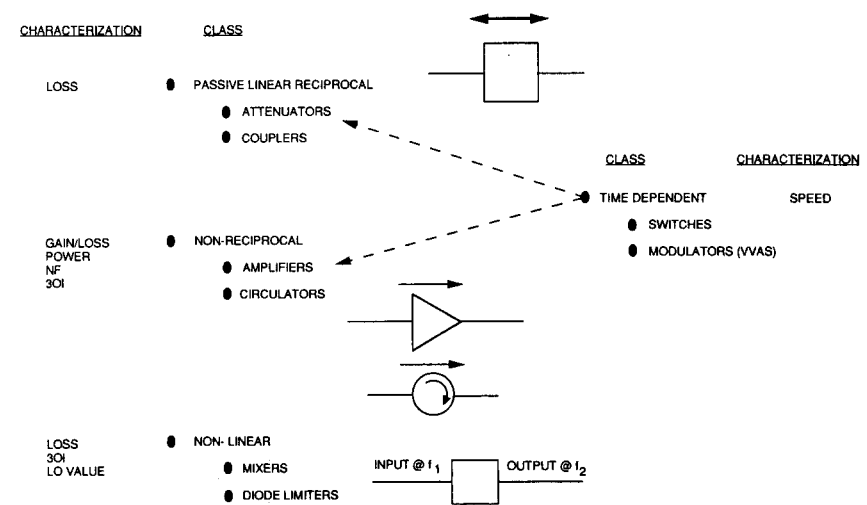 CHARACTERIZATION CLASS
LOSS PASSIVE LINEAR RECIPROCAL
ATTENUATORS
COUPLERS
CLASS CHARACTERIZATION
TIME DEPENDENT SPEED
SWITCHES
MODULATORS (VVAS)
GAIN/LOSS NON-RECIPROCAL
POWER
NF AMPLIFIERS
3OI
CIRCULATORS
LOSS NON- LINEAR
3OI
LO VALUE MIXERS
DIODE LIMITERS
INPUT @ f1 OUTPUT @ f2